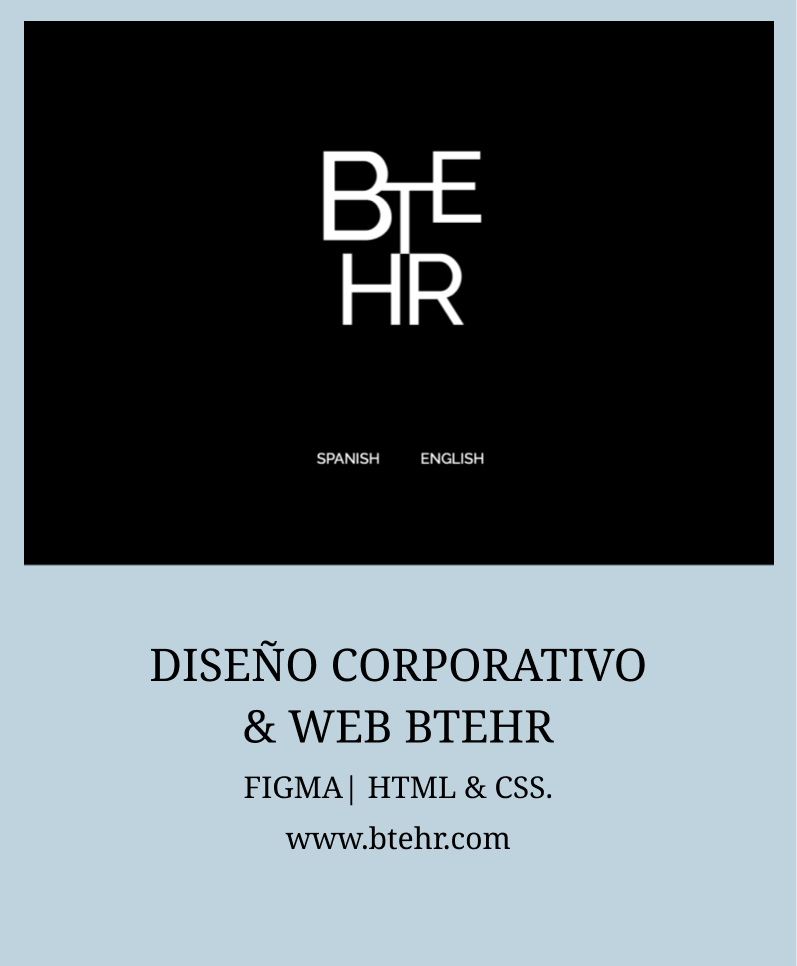 BTE
HR
SPANISH ENGLISH
DISEÑO CORPORATIVO
& WEB BTEHR
FIGMA| HTML & CSS.
www.btehr.com